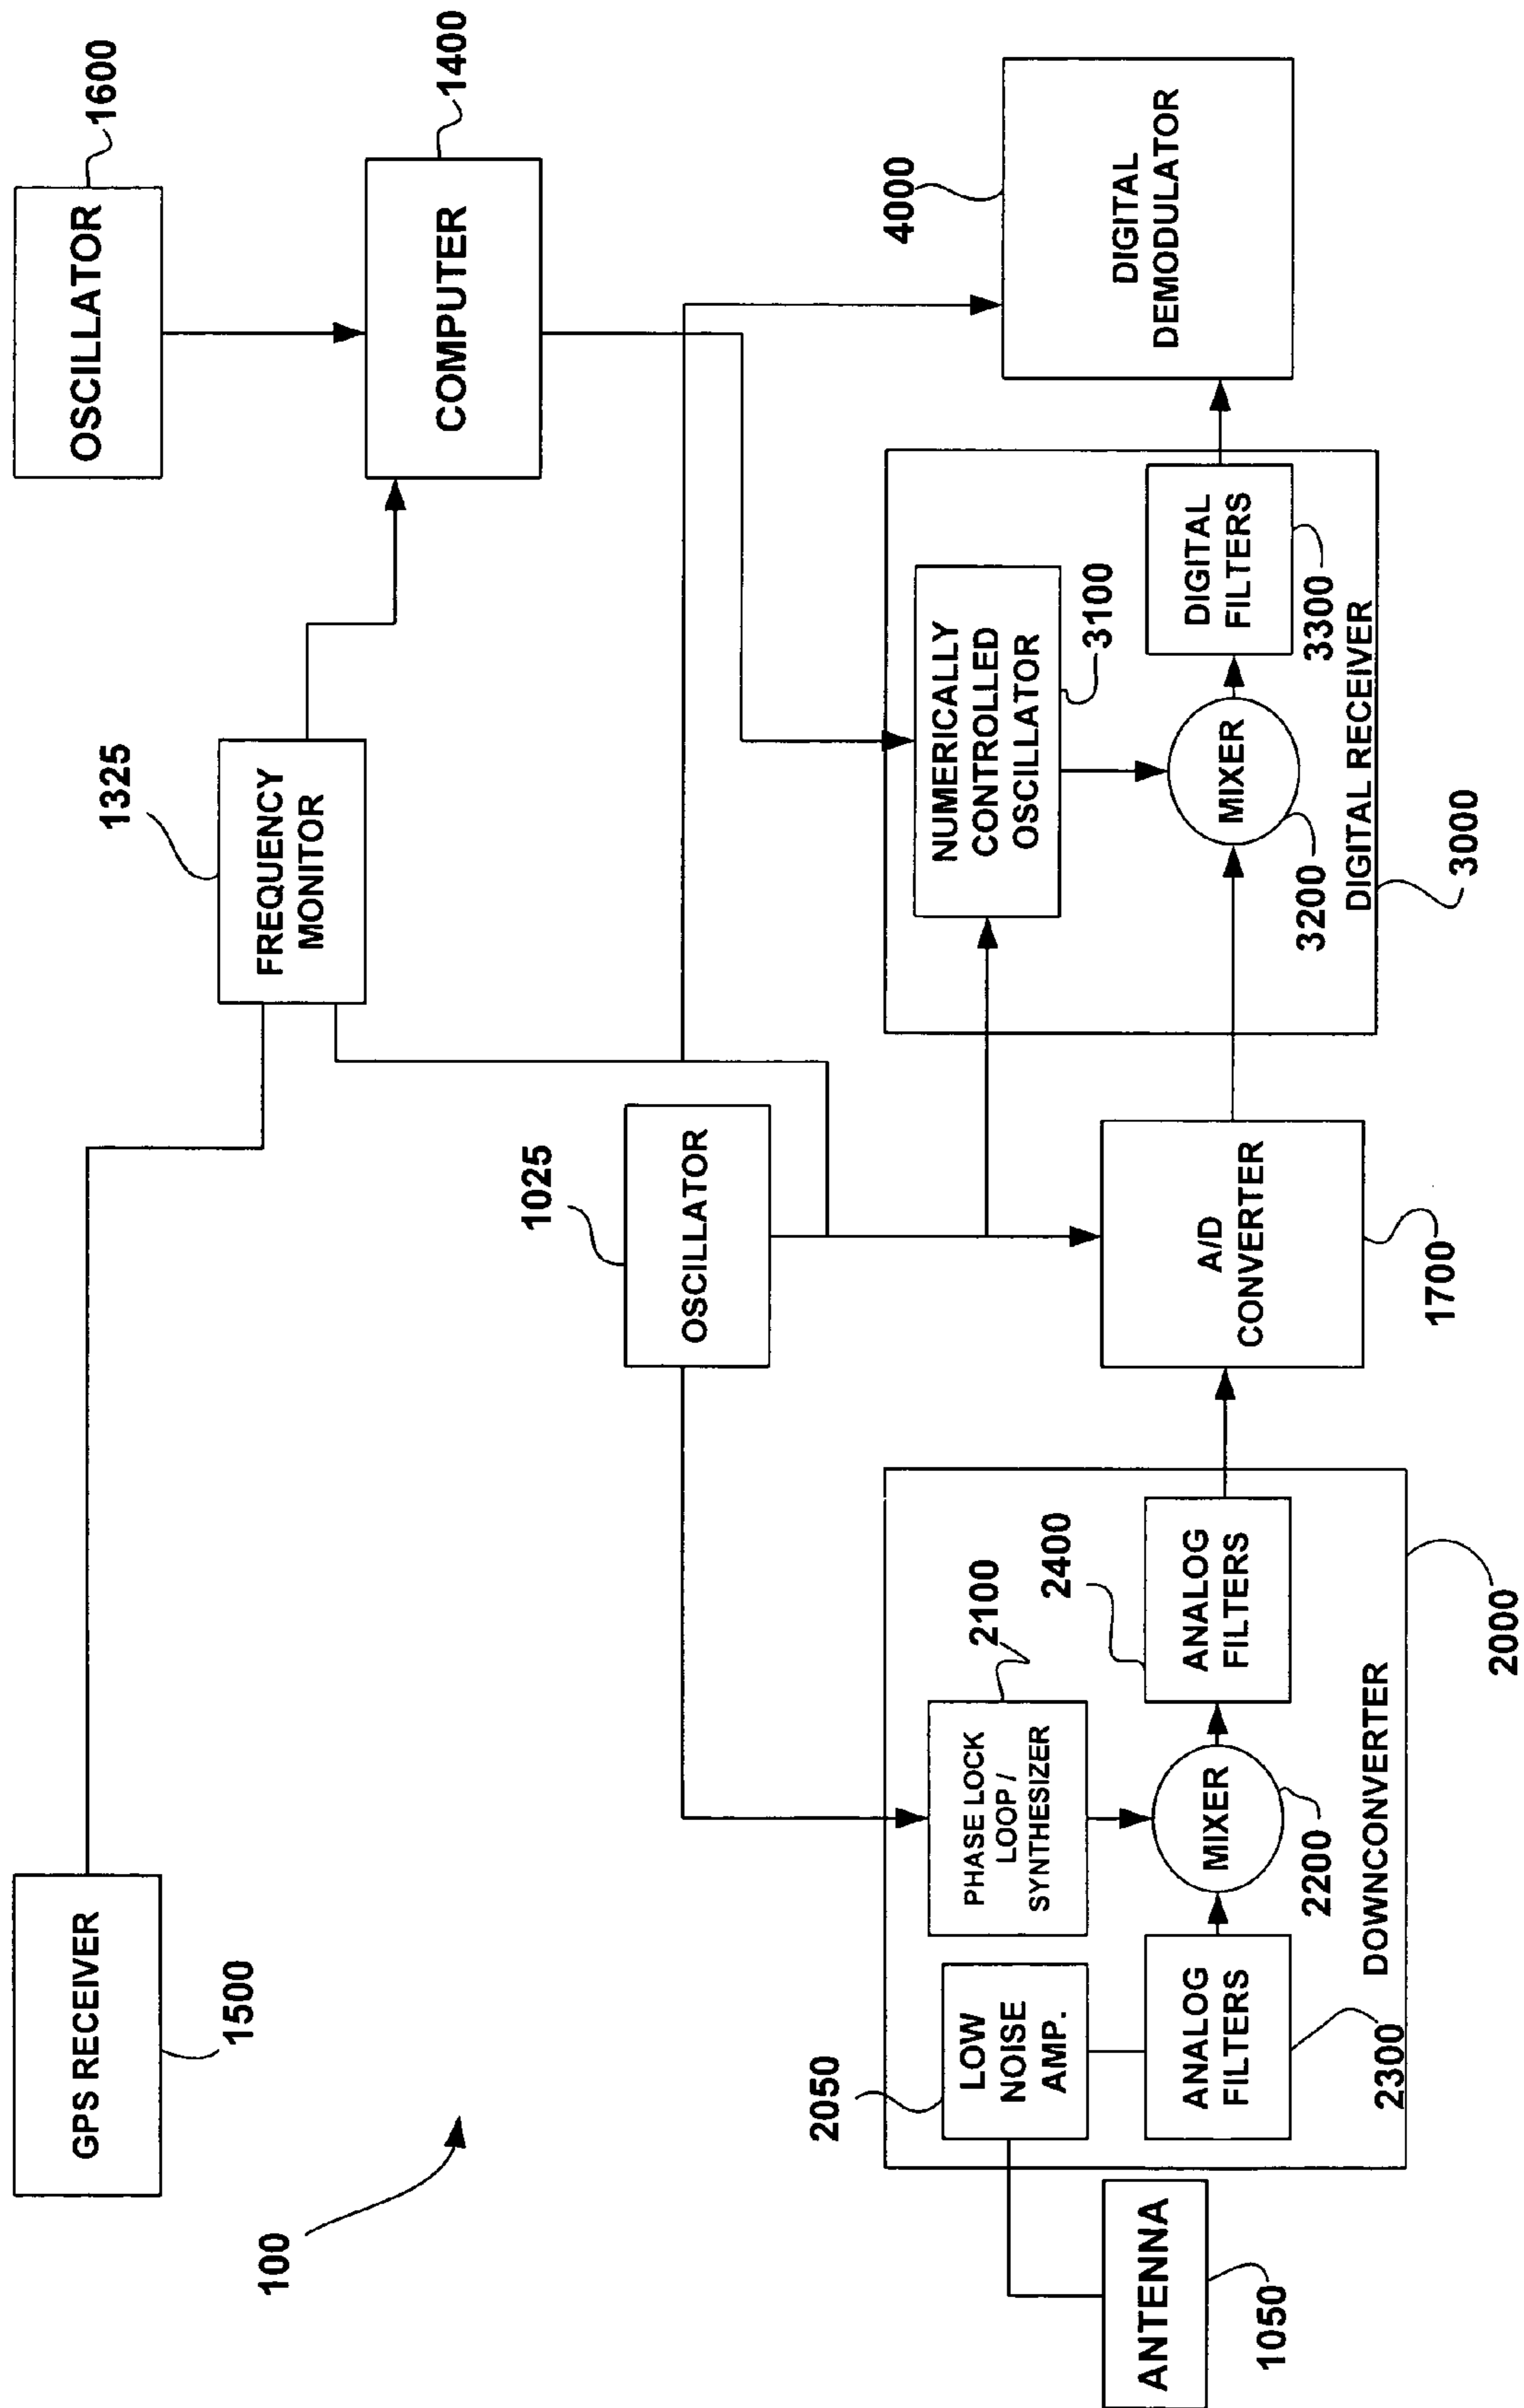 GPS RECEIVER
1500
100
FREQUENCY
MONITOR
1325
OSCILLATOR
1600
COMPUTER
1400
OSCILLATOR
1025
ANTENNA
1050
LOW
NOISE
AMP.
2050
PHASE LOCK
LOOP /
SYNTHESIZER
2100
ANALOG
FILTERS
2300
MIXER
2200
ANALOG
FILTERS
2400
DOWNCONVERTER
2000
A/D
CONVERTER
1700
NUMERICALLY
CONTROLLED
OSCILLATOR
3100
MIXER
3200
DIGITAL
FILTERS
3300
DIGITAL RECEIVER
3000
DIGITAL
DEMODULATOR
4000